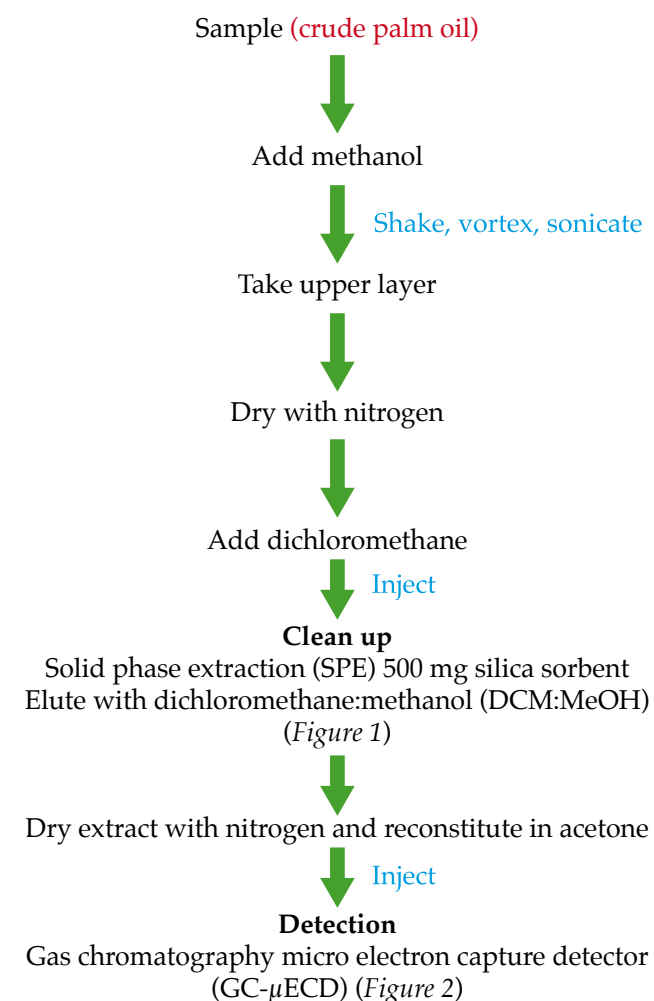 Sample (crude palm oil)
Add methanol
Shake, vortex, sonicate
Take upper layer
Dry with nitrogen
Add dichloromethane
Inject
Clean up
Solid phase extraction (SPE) 500 mg silica sorbent
Elute with dichloromethane:methanol (DCM:MeOH)
(Figure 1)
Dry extract with nitrogen and reconstitute in acetone
Inject
Detection
Gas chromatography micro electron capture detector
(GC-μECD) (Figure 2)